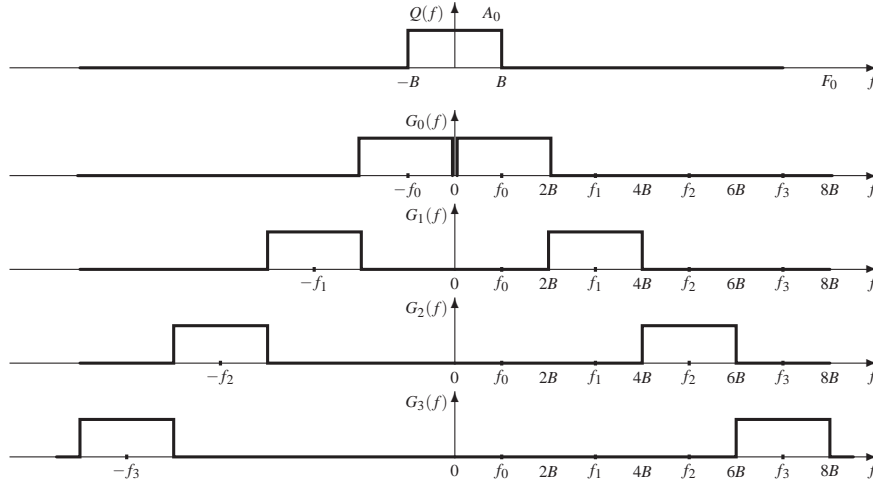 Q(f) A₀
−B B F₀ f
G₀(f)
−f₀ 0 f₀ 2B f₁ 4B f₂ 6B f₃ 8B f
G₁(f)
−f₁ 0 f₀ 2B f₁ 4B f₂ 6B f₃ 8B f
G₂(f)
−f₂ 0 f₀ 2B f₁ 4B f₂ 6B f₃ 8B f
G₃(f)
−f₃ 0 f₀ 2B f₁ 4B f₂ 6B f₃ 8B f